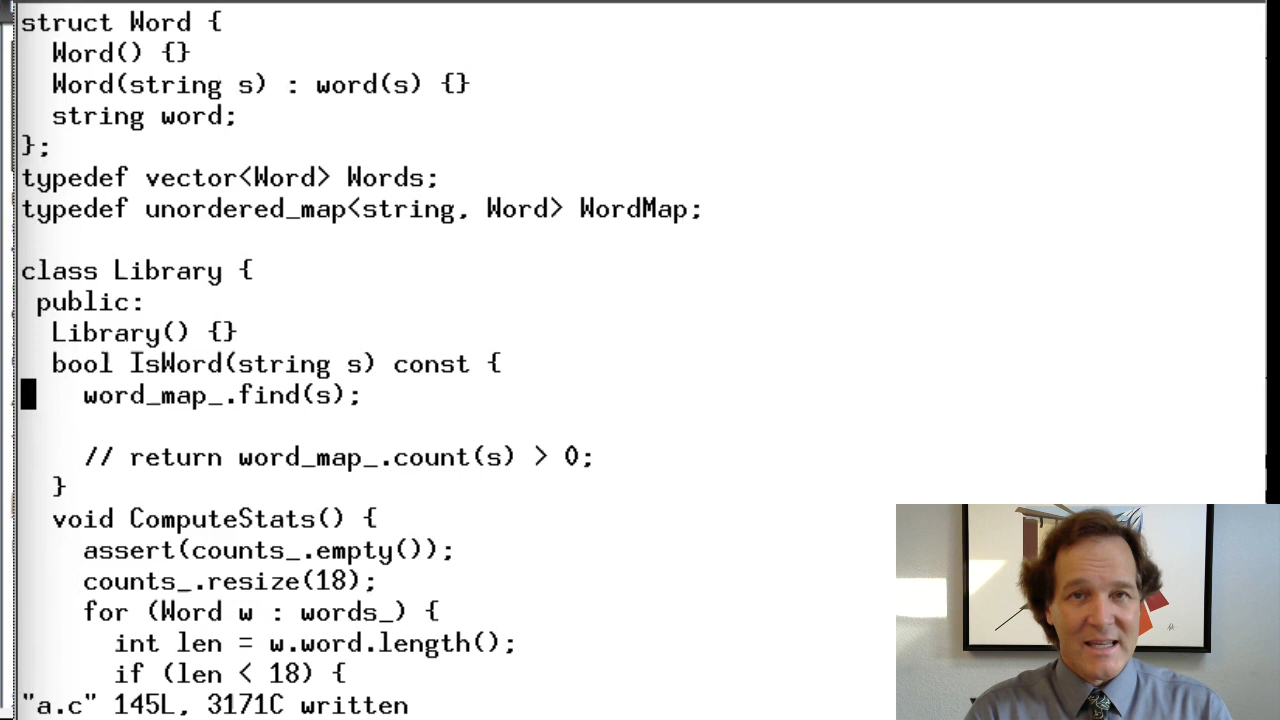 struct Word {
  Word() {}
  Word(string s) : word(s) {}
  string word;
};
typedef vector<Word> Words;
typedef unordered_map<string, Word> WordMap;

class Library {
 public:
  Library() {}
  bool IsWord(string s) const {
    word_map_.find(s);

    // return word_map_.count(s) > 0;
  }
  void ComputeStats() {
    assert(counts_.empty());
    counts_.resize(18);
    for (Word w : words_) {
      int len = w.word.length();
      if (len < 18) {
"a.c" 145L, 3171C written